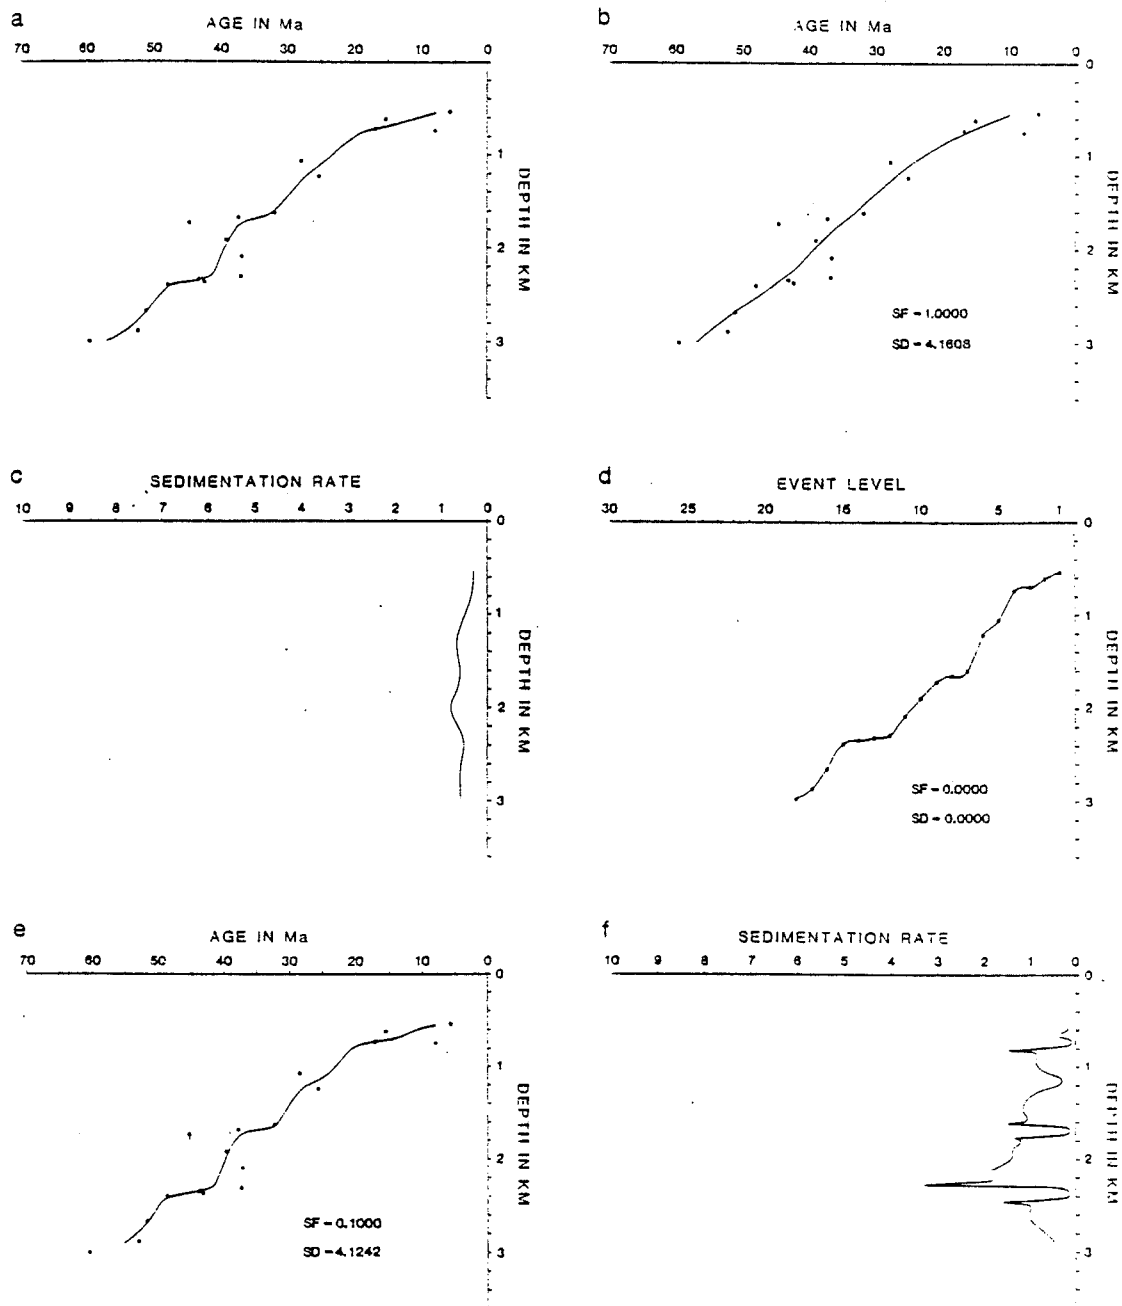 a
AGE IN Ma
70 60 50 40 30 20 10 0
1
2
3
DEPTH IN KM
b
AGE IN Ma
70 60 50 40 30 20 10 0
0
1
2
3
DEPTH IN KM
SF = 1.0000
SD = 4.1608
c
SEDIMENTATION RATE
10 9 8 7 6 5 4 3 2 1 0
0
1
2
3
DEPTH IN KM
d
EVENT LEVEL
30 25 20 15 10 5 1
0
1
2
3
DEPTH IN KM
SF = 0.0000
SD = 0.0000
e
AGE IN Ma
70 60 50 40 30 20 10 0
0
1
2
3
DEPTH IN KM
SF = 0.1000
SD = 4.1242
f
SEDIMENTATION RATE
10 9 8 7 6 5 4 3 2 1 0
0
1
2
3
DEPTH IN KM